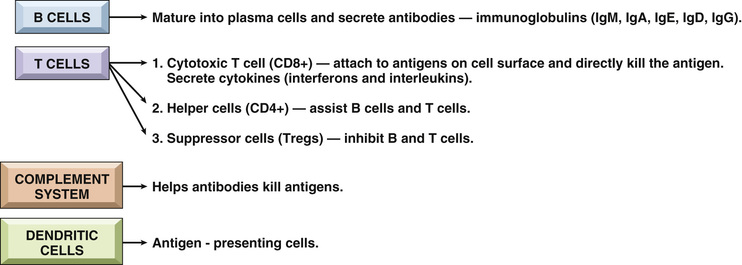 B CELLS
Mature into plasma cells and secrete antibodies — immunoglobulins (IgM, IgA, IgE, IgD, IgG).
T CELLS
1. Cytotoxic T cell (CD8+) — attach to antigens on cell surface and directly kill the antigen.
Secrete cytokines (interferons and interleukins).
2. Helper cells (CD4+) — assist B cells and T cells.
3. Suppressor cells (Tregs) — inhibit B and T cells.
COMPLEMENT
SYSTEM
Helps antibodies kill antigens.
DENDRITIC
CELLS
Antigen - presenting cells.